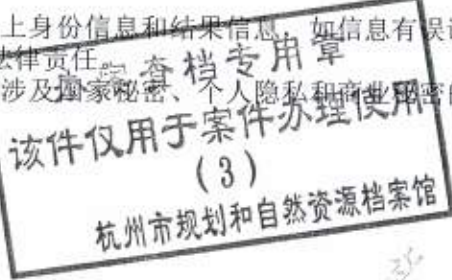 上身份信息和结果信息，如信息有误
法律责任。
查档专用章
涉及国家秘密、个人隐私和商业秘密的
该件仅用于案件办理使用
(3)
杭州市规划和自然资源档案馆